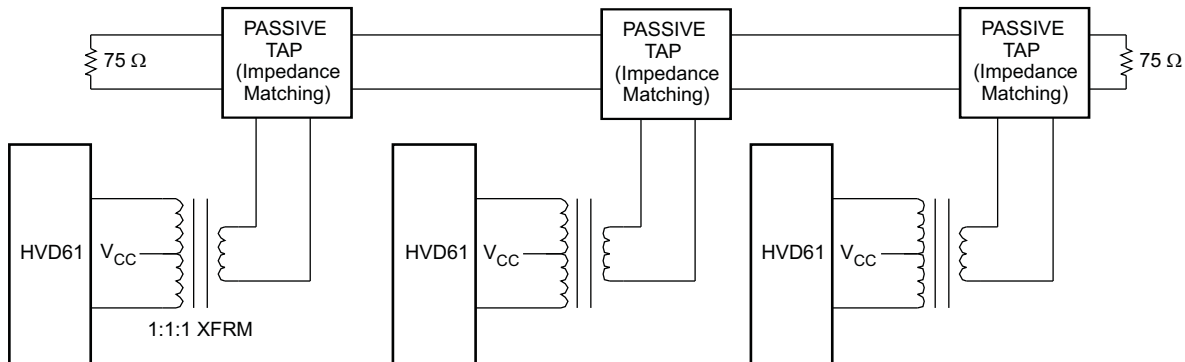 75 Ω
PASSIVE
TAP
(Impedance
Matching)
PASSIVE
TAP
(Impedance
Matching)
PASSIVE
TAP
(Impedance
Matching)
75 Ω
HVD61
VCC
1:1:1 XFRM
HVD61
VCC
HVD61
VCC